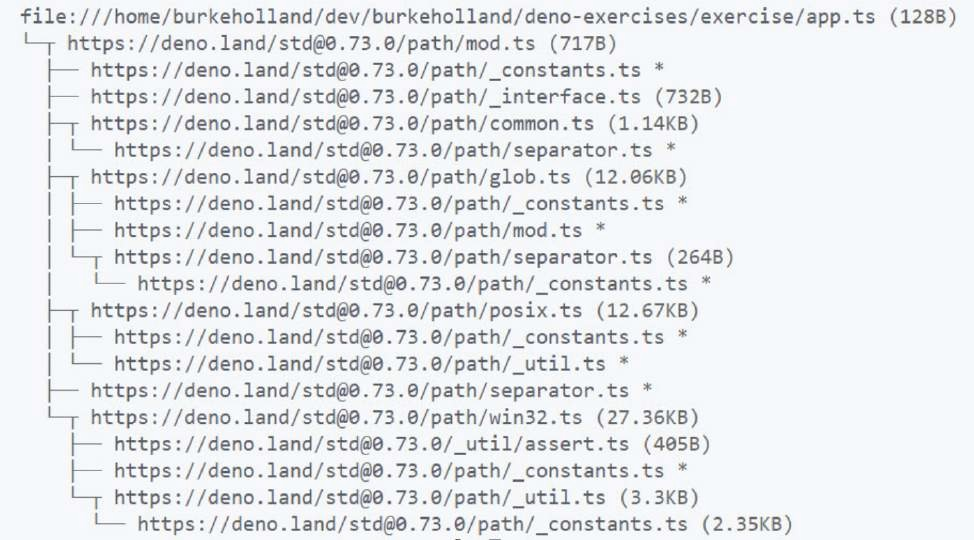 file:///home/burkeholland/dev/burkeholland/deno-exercises/exercise/app.ts (128B)
└─┬ https://deno.land/std@0.73.0/path/mod.ts (717B)
  ├── https://deno.land/std@0.73.0/path/_constants.ts *
  ├── https://deno.land/std@0.73.0/path/_interface.ts (732B)
  ├─┬ https://deno.land/std@0.73.0/path/common.ts (1.14KB)
  │ └── https://deno.land/std@0.73.0/path/separator.ts *
  ├─┬ https://deno.land/std@0.73.0/path/glob.ts (12.06KB)
  │ ├── https://deno.land/std@0.73.0/path/_constants.ts *
  │ ├── https://deno.land/std@0.73.0/path/mod.ts *
  │ └─┬ https://deno.land/std@0.73.0/path/separator.ts (264B)
  │   └── https://deno.land/std@0.73.0/path/_constants.ts *
  ├─┬ https://deno.land/std@0.73.0/path/posix.ts (12.67KB)
  │ ├── https://deno.land/std@0.73.0/path/_constants.ts *
  │ └── https://deno.land/std@0.73.0/path/_util.ts *
  ├── https://deno.land/std@0.73.0/path/separator.ts *
  └─┬ https://deno.land/std@0.73.0/path/win32.ts (27.36KB)
    ├── https://deno.land/std@0.73.0/_util/assert.ts (405B)
    ├── https://deno.land/std@0.73.0/path/_constants.ts *
    └─┬ https://deno.land/std@0.73.0/path/_util.ts (3.3KB)
      └── https://deno.land/std@0.73.0/path/_constants.ts (2.35KB)